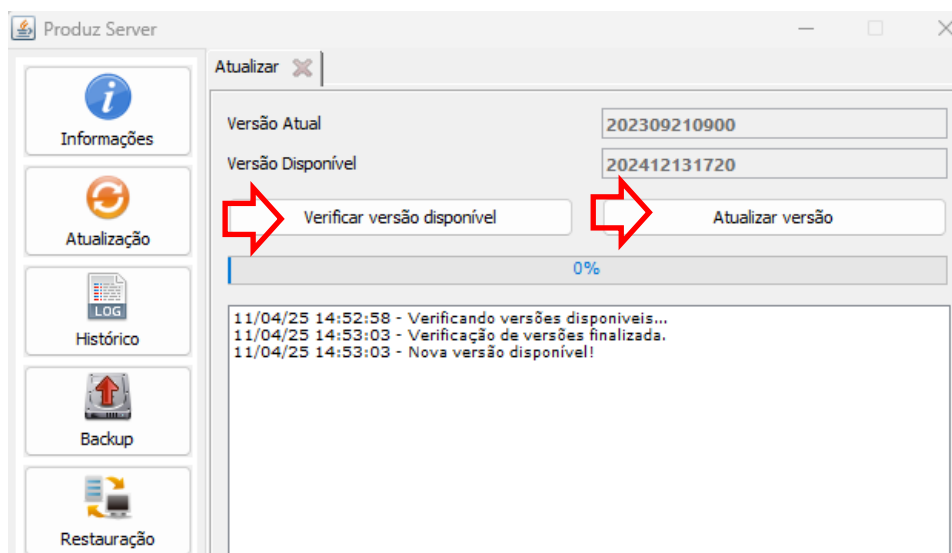 Produz Server
Informações
Atualização
LOG
Histórico
Backup
Restauração
Atualizar
Versão Atual
202309210900
Versão Disponível
202412131720
Verificar versão disponível
Atualizar versão
0%
11/04/25 14:52:58 - Verificando versões disponiveis...
11/04/25 14:53:03 - Verificação de versões finalizada.
11/04/25 14:53:03 - Nova versão disponível!